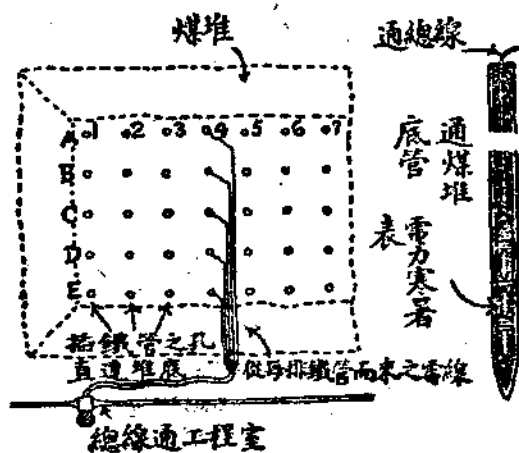 煤堆
通總線
1 2 3 4 5 6 7
A
B
C
D
E
通煤堆
底管
電力寒暑
表
插鐵管之孔
直達堆底
從每排鐵管而來之電線
總線通工程室